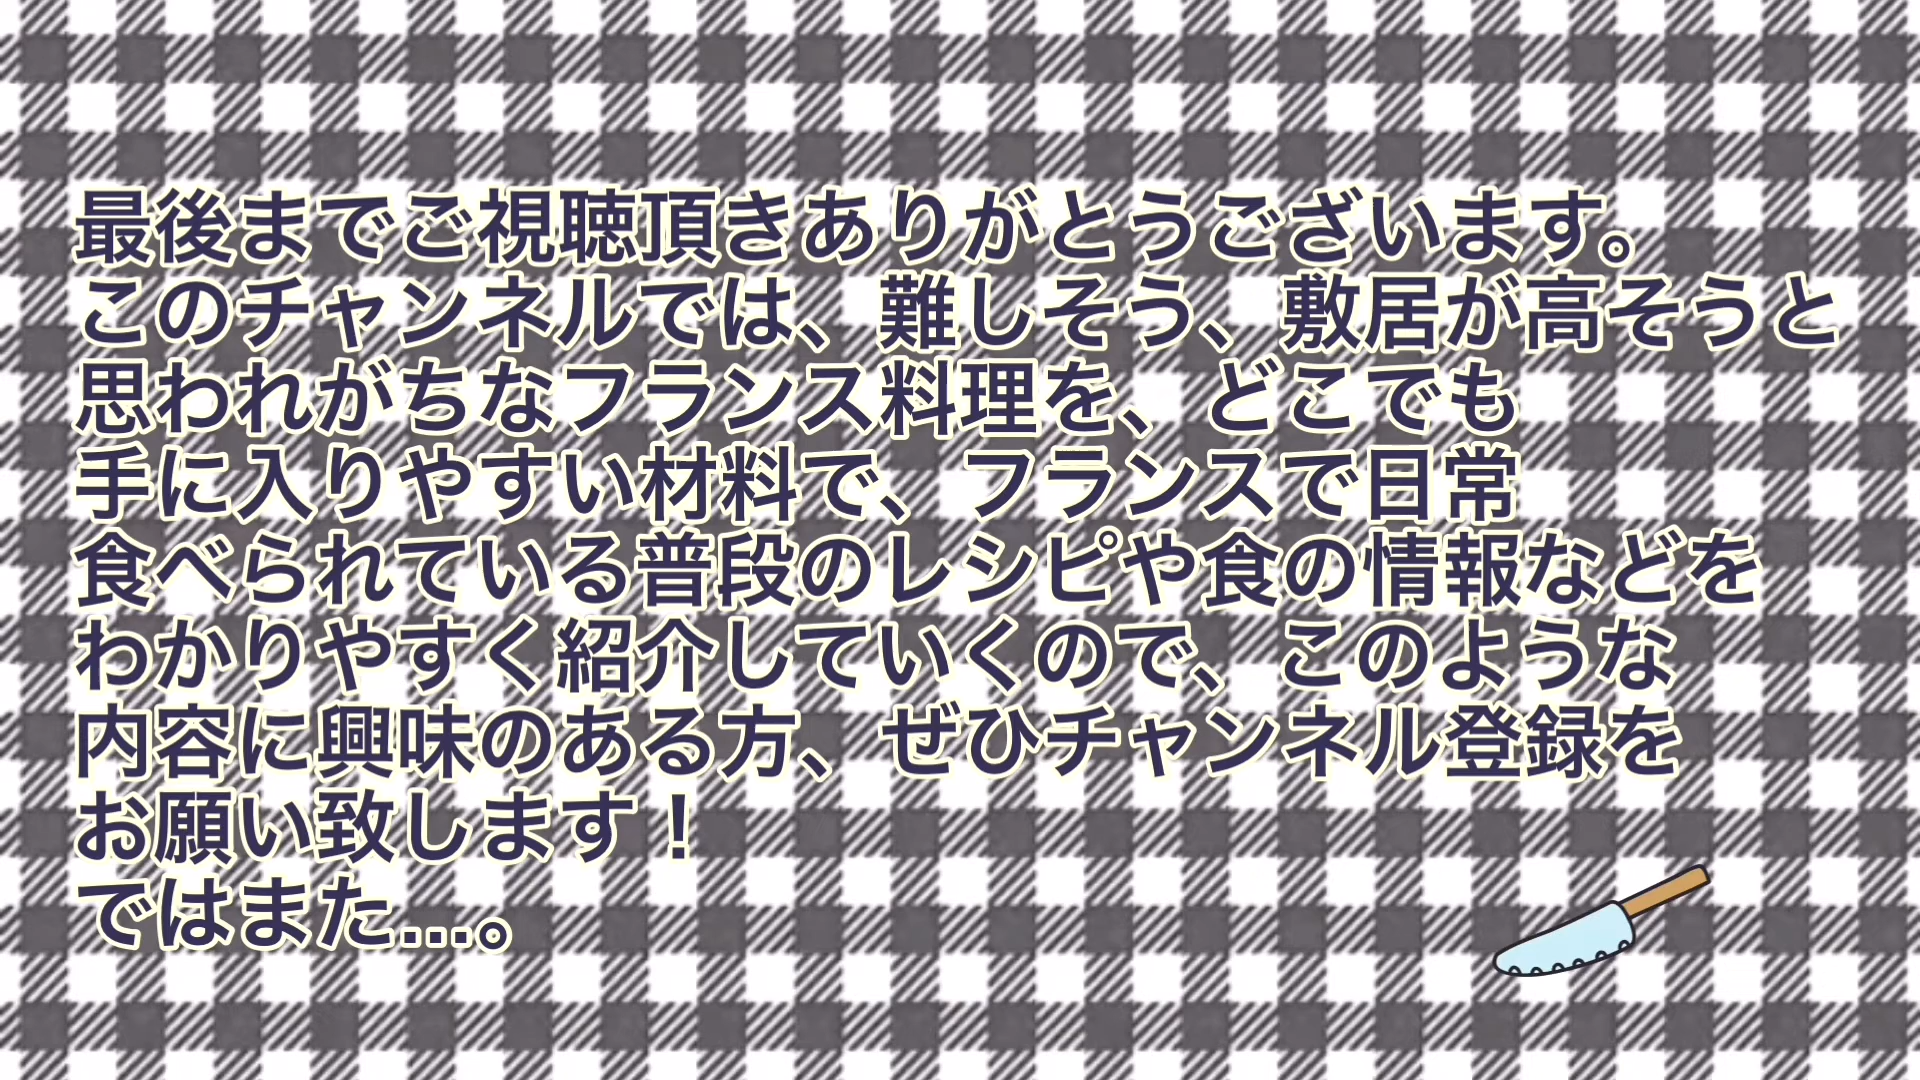 最後までご視聴頂きありがとうございます。
このチャンネルでは、難しそう、敷居が高そうと
思われがちなフランス料理を、どこでも
手に入りやすい材料で、フランスで日常
食べられている普段のレシピや食の情報などを
わかりやすく紹介していくので、このような
内容に興味のある方、ぜひチャンネル登録を
お願い致します！
ではまた...。